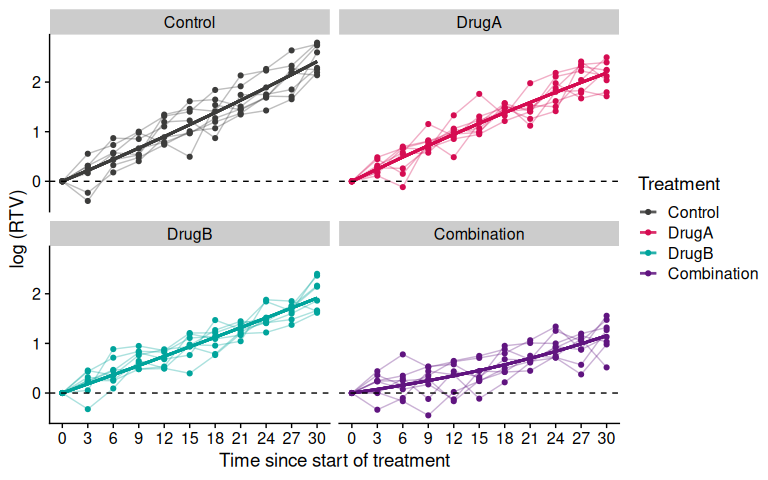 Control
DrugA
2
1
0
DrugB
Combination
2
1
0
0 3 6 9 12 15 18 21 24 27 30
0 3 6 9 12 15 18 21 24 27 30
Time since start of treatment
log (RTV)
Treatment
Control
DrugA
DrugB
Combination